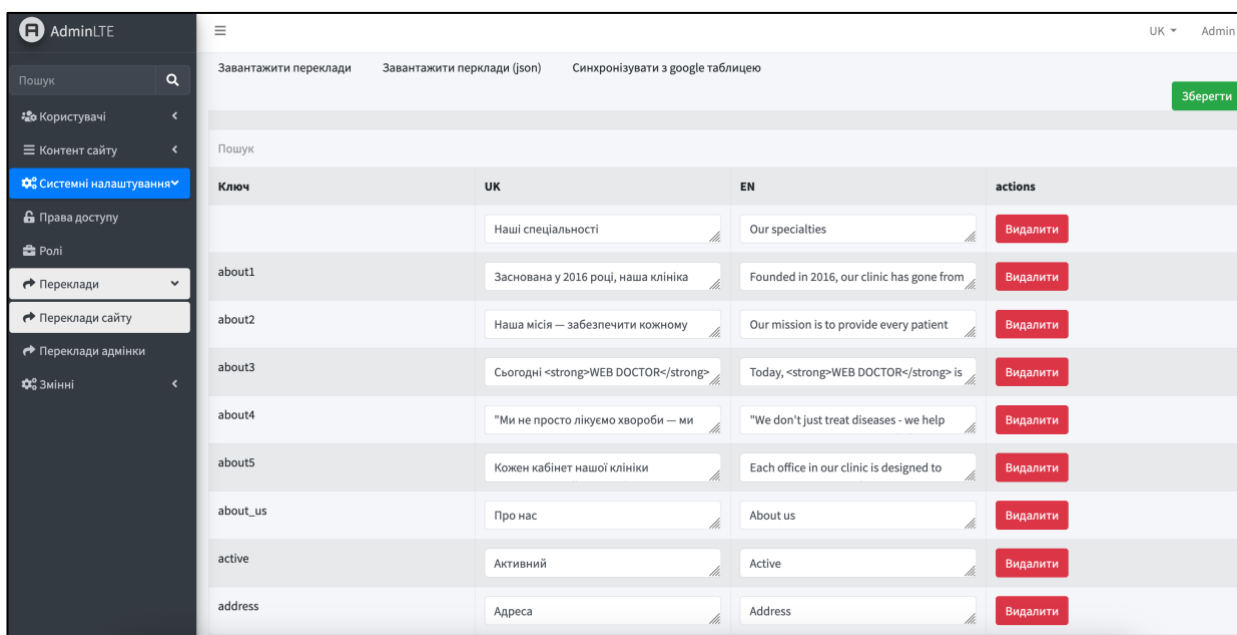 AdminLTE
UK Admin
Пошук
Користувачі
Контент сайту
Системні налаштування
Права доступу
Ролі
Переклади
Переклади сайту
Переклади адмінки
Змінні
Завантажити переклади Завантажити перклади (json) Синхронізувати з google таблицею
Зберегти
Пошук
Ключ UK EN actions
Наші спеціальності Our specialties Видалити
about1 Заснована у 2016 році, наша клініка Founded in 2016, our clinic has gone from Видалити
about2 Наша місія — забезпечити кожному Our mission is to provide every patient Видалити
about3 Сьогодні <strong>WEB DOCTOR</strong> Today, <strong>WEB DOCTOR</strong> is Видалити
about4 "Ми не просто лікуємо хвороби — ми "We don't just treat diseases - we help Видалити
about5 Кожен кабінет нашої клініки Each office in our clinic is designed to Видалити
about_us Про нас About us Видалити
active Активний Active Видалити
address Адреса Address Видалити